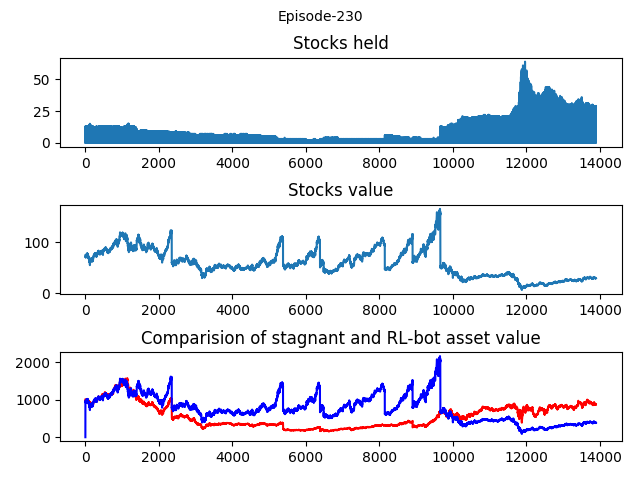 Episode-230
Stocks held
50
25
0
0 2000 4000 6000 8000 10000 12000 14000
Stocks value
100
0
0 2000 4000 6000 8000 10000 12000 14000
Comparision of stagnant and RL-bot asset value
2000
1000
0
0 2000 4000 6000 8000 10000 12000 14000